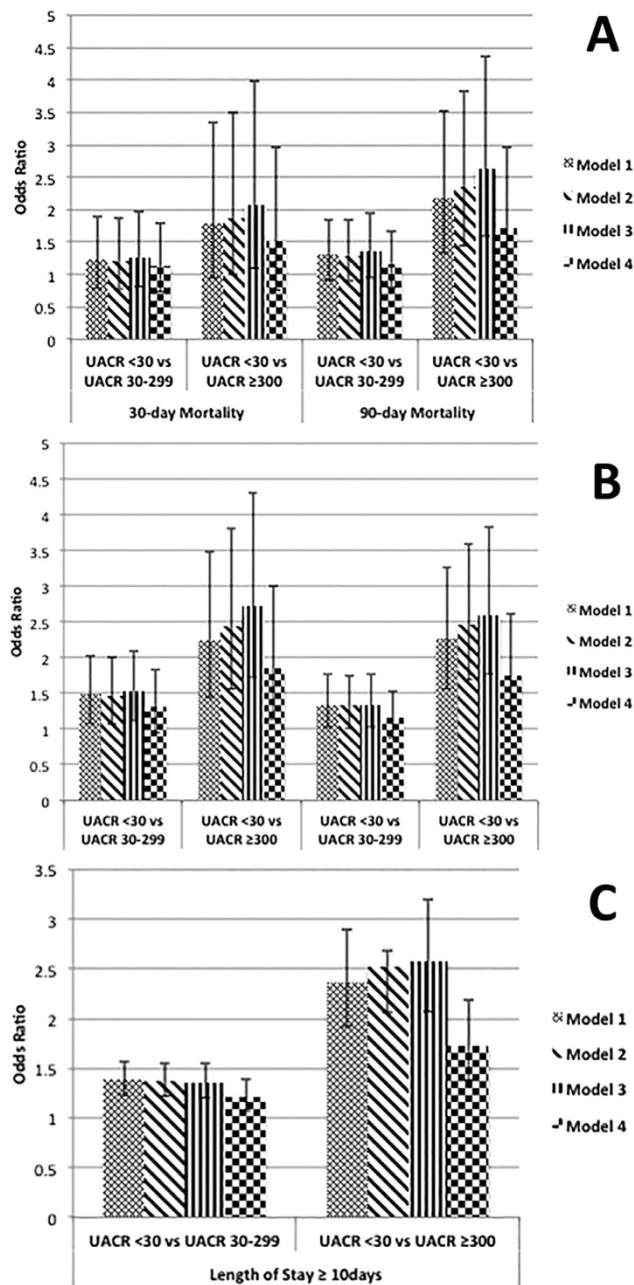 A
5
4.5
4
3.5
3
2.5
2
1.5
1
0.5
0
Odds Ratio
Model 1
Model 2
Model 3
Model 4
UACR <30 vs UACR <30 vs UACR <30 vs UACR <30 vs
UACR 30-299 UACR ≥300 UACR 30-299 UACR ≥300
30-day Mortality 90-day Mortality
B
5
4.5
4
3.5
3
2.5
2
1.5
1
0.5
0
Odds Ratio
Model 1
Model 2
Model 3
Model 4
UACR <30 vs UACR <30 vs UACR <30 vs UACR <30 vs
UACR 30-299 UACR ≥300 UACR 30-299 UACR ≥300
C
3.5
3
2.5
2
1.5
1
0.5
0
Odds Ratio
Model 1
Model 2
Model 3
Model 4
UACR <30 vs UACR 30-299 UACR <30 vs UACR ≥300
Length of Stay ≥ 10days